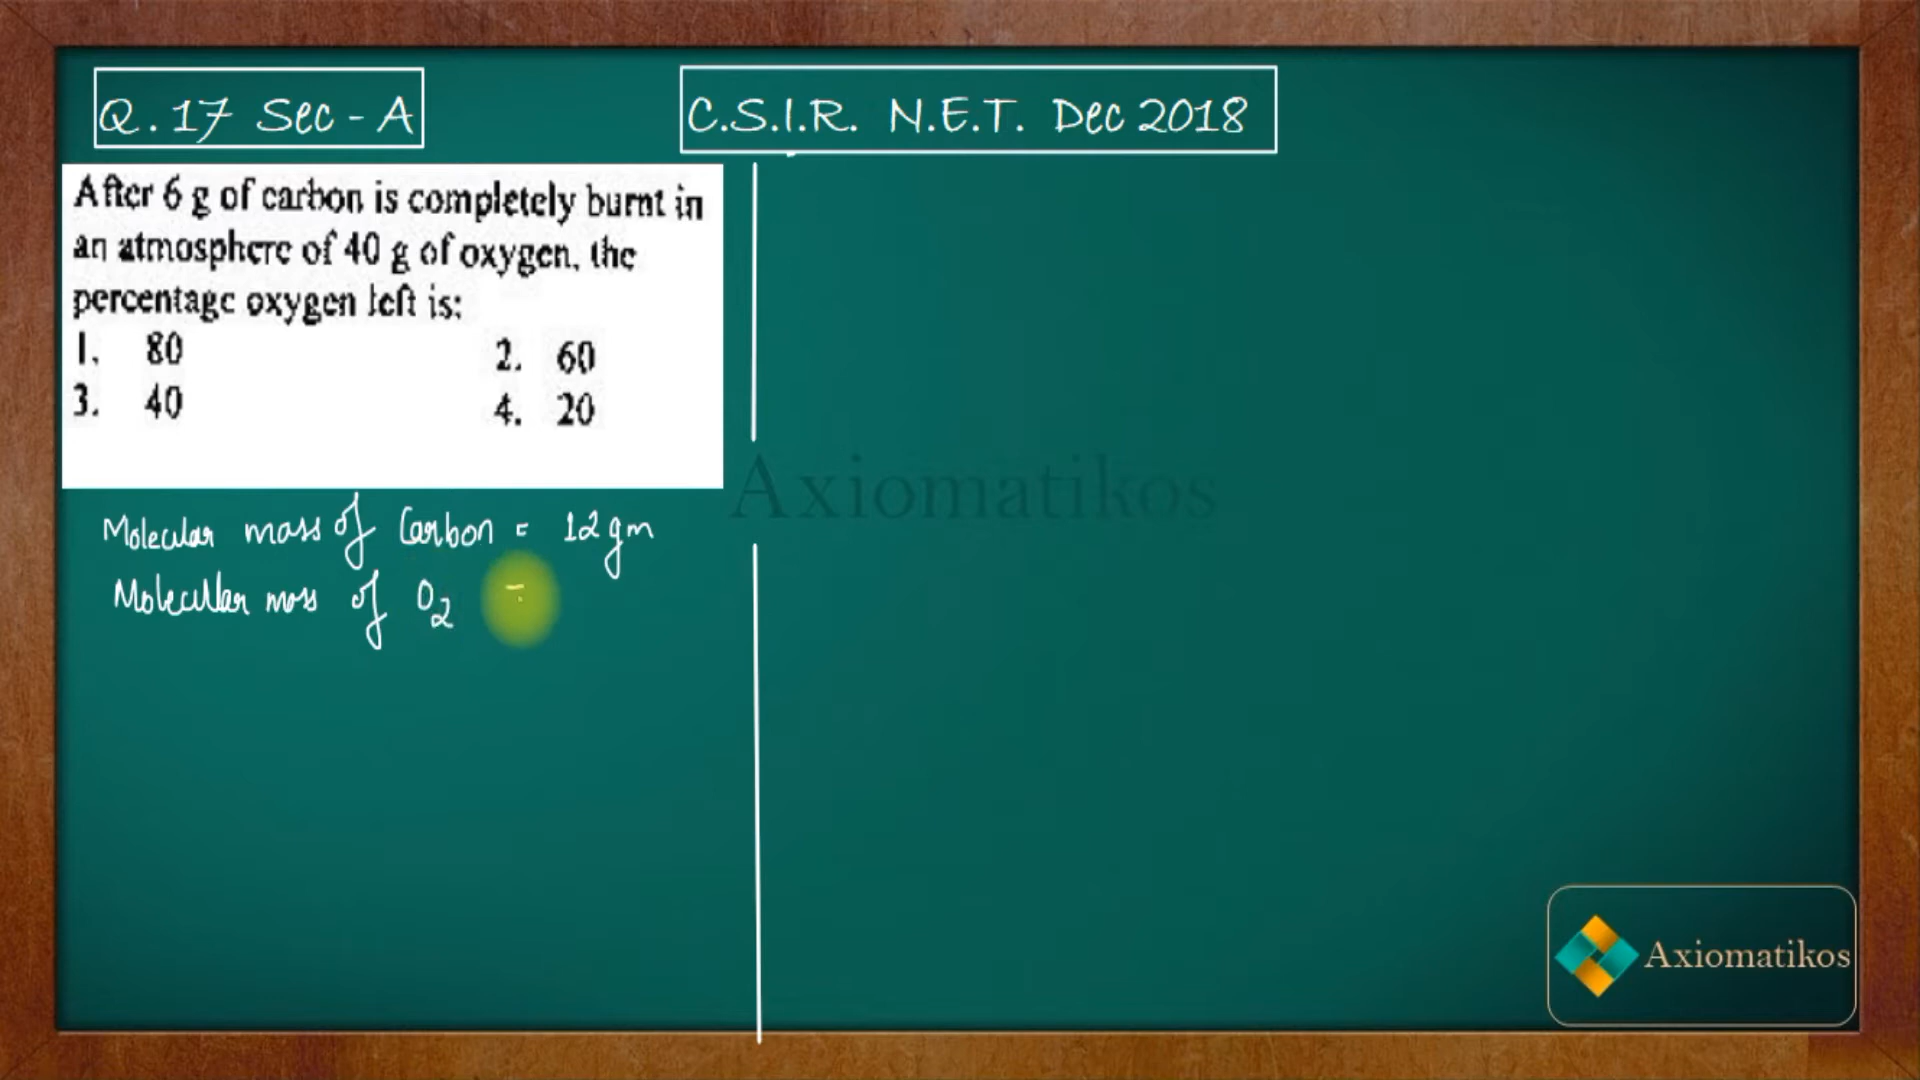 Q. 17 Sec - A
C.S.I.R. N.E.T. Dec 2018
After 6 g of carbon is completely burnt in
an atmosphere of 40 g of oxygen, the
percentage oxygen left is:
1. 80 2. 60
3. 40 4. 20
Molecular mass of Carbon = 12 gm
Molecular mass of O₂ =
Axiomatikos
Axiomatikos